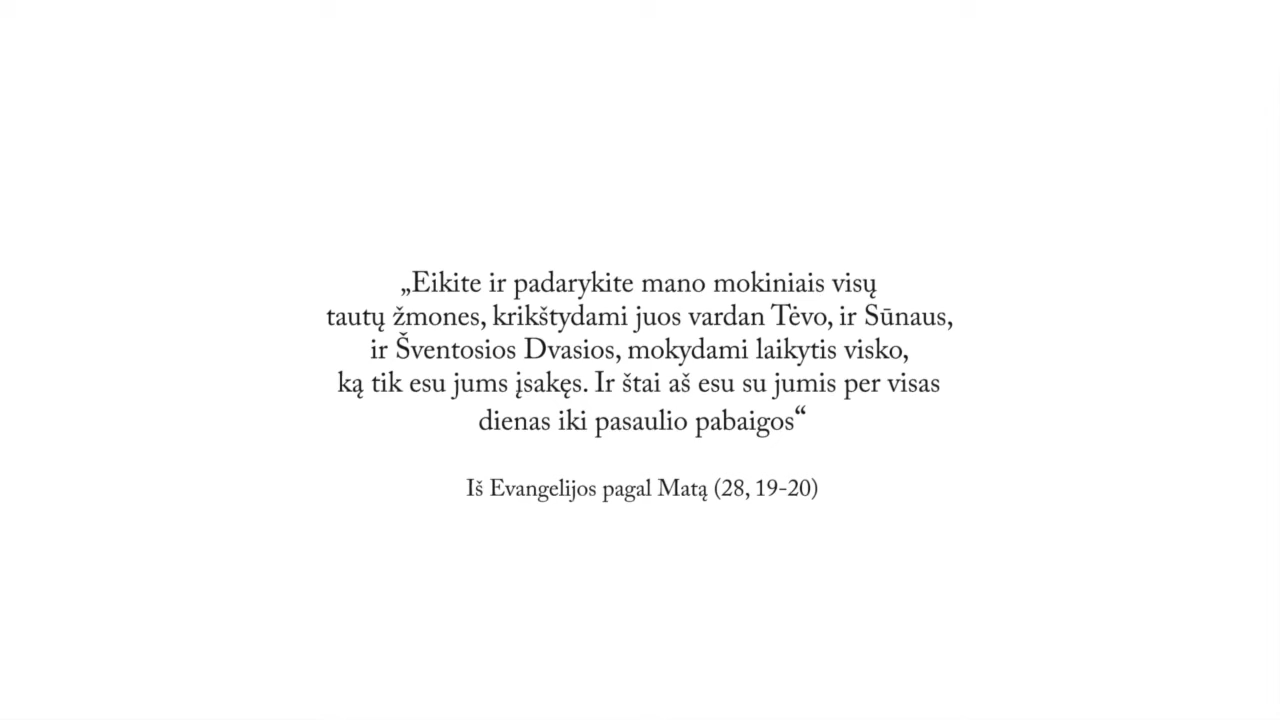 „Eikite ir padarykite mano mokiniais visų
tautų žmones, krikštydami juos vardan Tėvo, ir Sūnaus,
ir Šventosios Dvasios, mokydami laikytis visko,
ką tik esu jums įsakęs. Ir štai aš esu su jumis per visas
dienas iki pasaulio pabaigos“
Iš Evangelijos pagal Matą (28, 19-20)